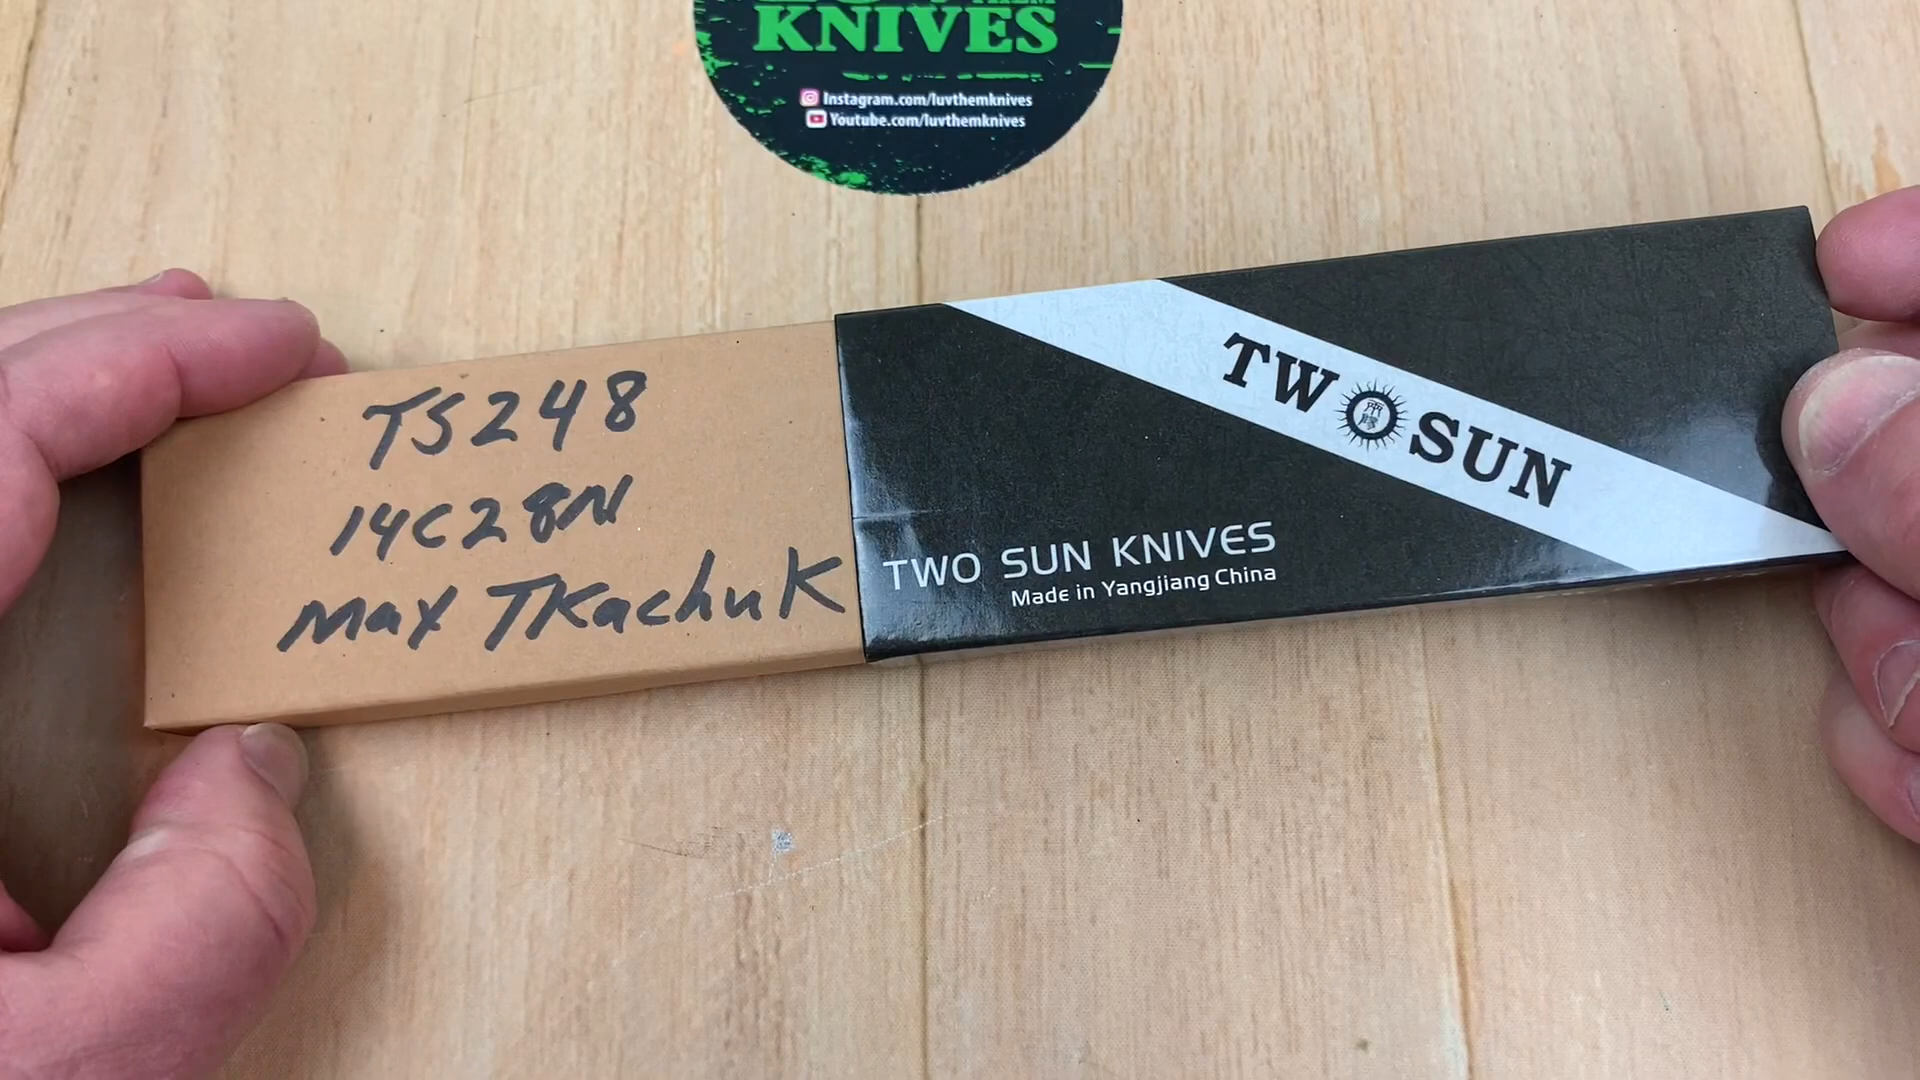 KNIVES
Instagram.com/luvthemknives
Youtube.com/luvthemknives
TS248
14C28N
Max TKachuK
TWO SUN
TWO SUN KNIVES
Made in Yangjiang China